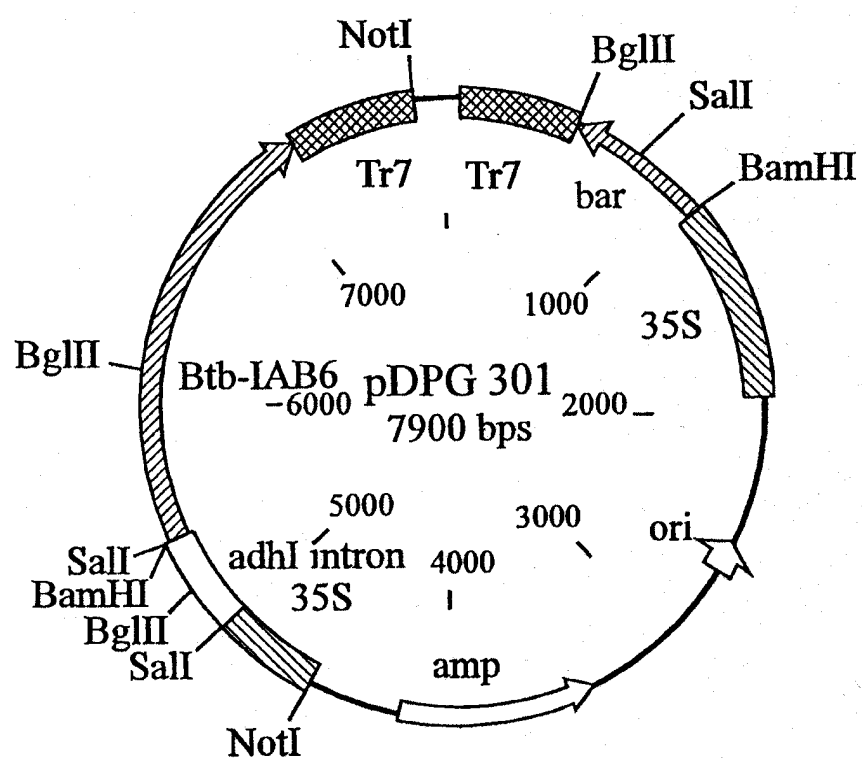 NotI
BglII
SalI
BamHI
Tr7
Tr7
bar
7000
1000
35S
BglII
Btb-IAB6
pDPG 301
-6000
2000
7900 bps
5000
3000
ori
SalI
adhI intron
4000
BamHI
35S
BglII
SalI
amp
NotI